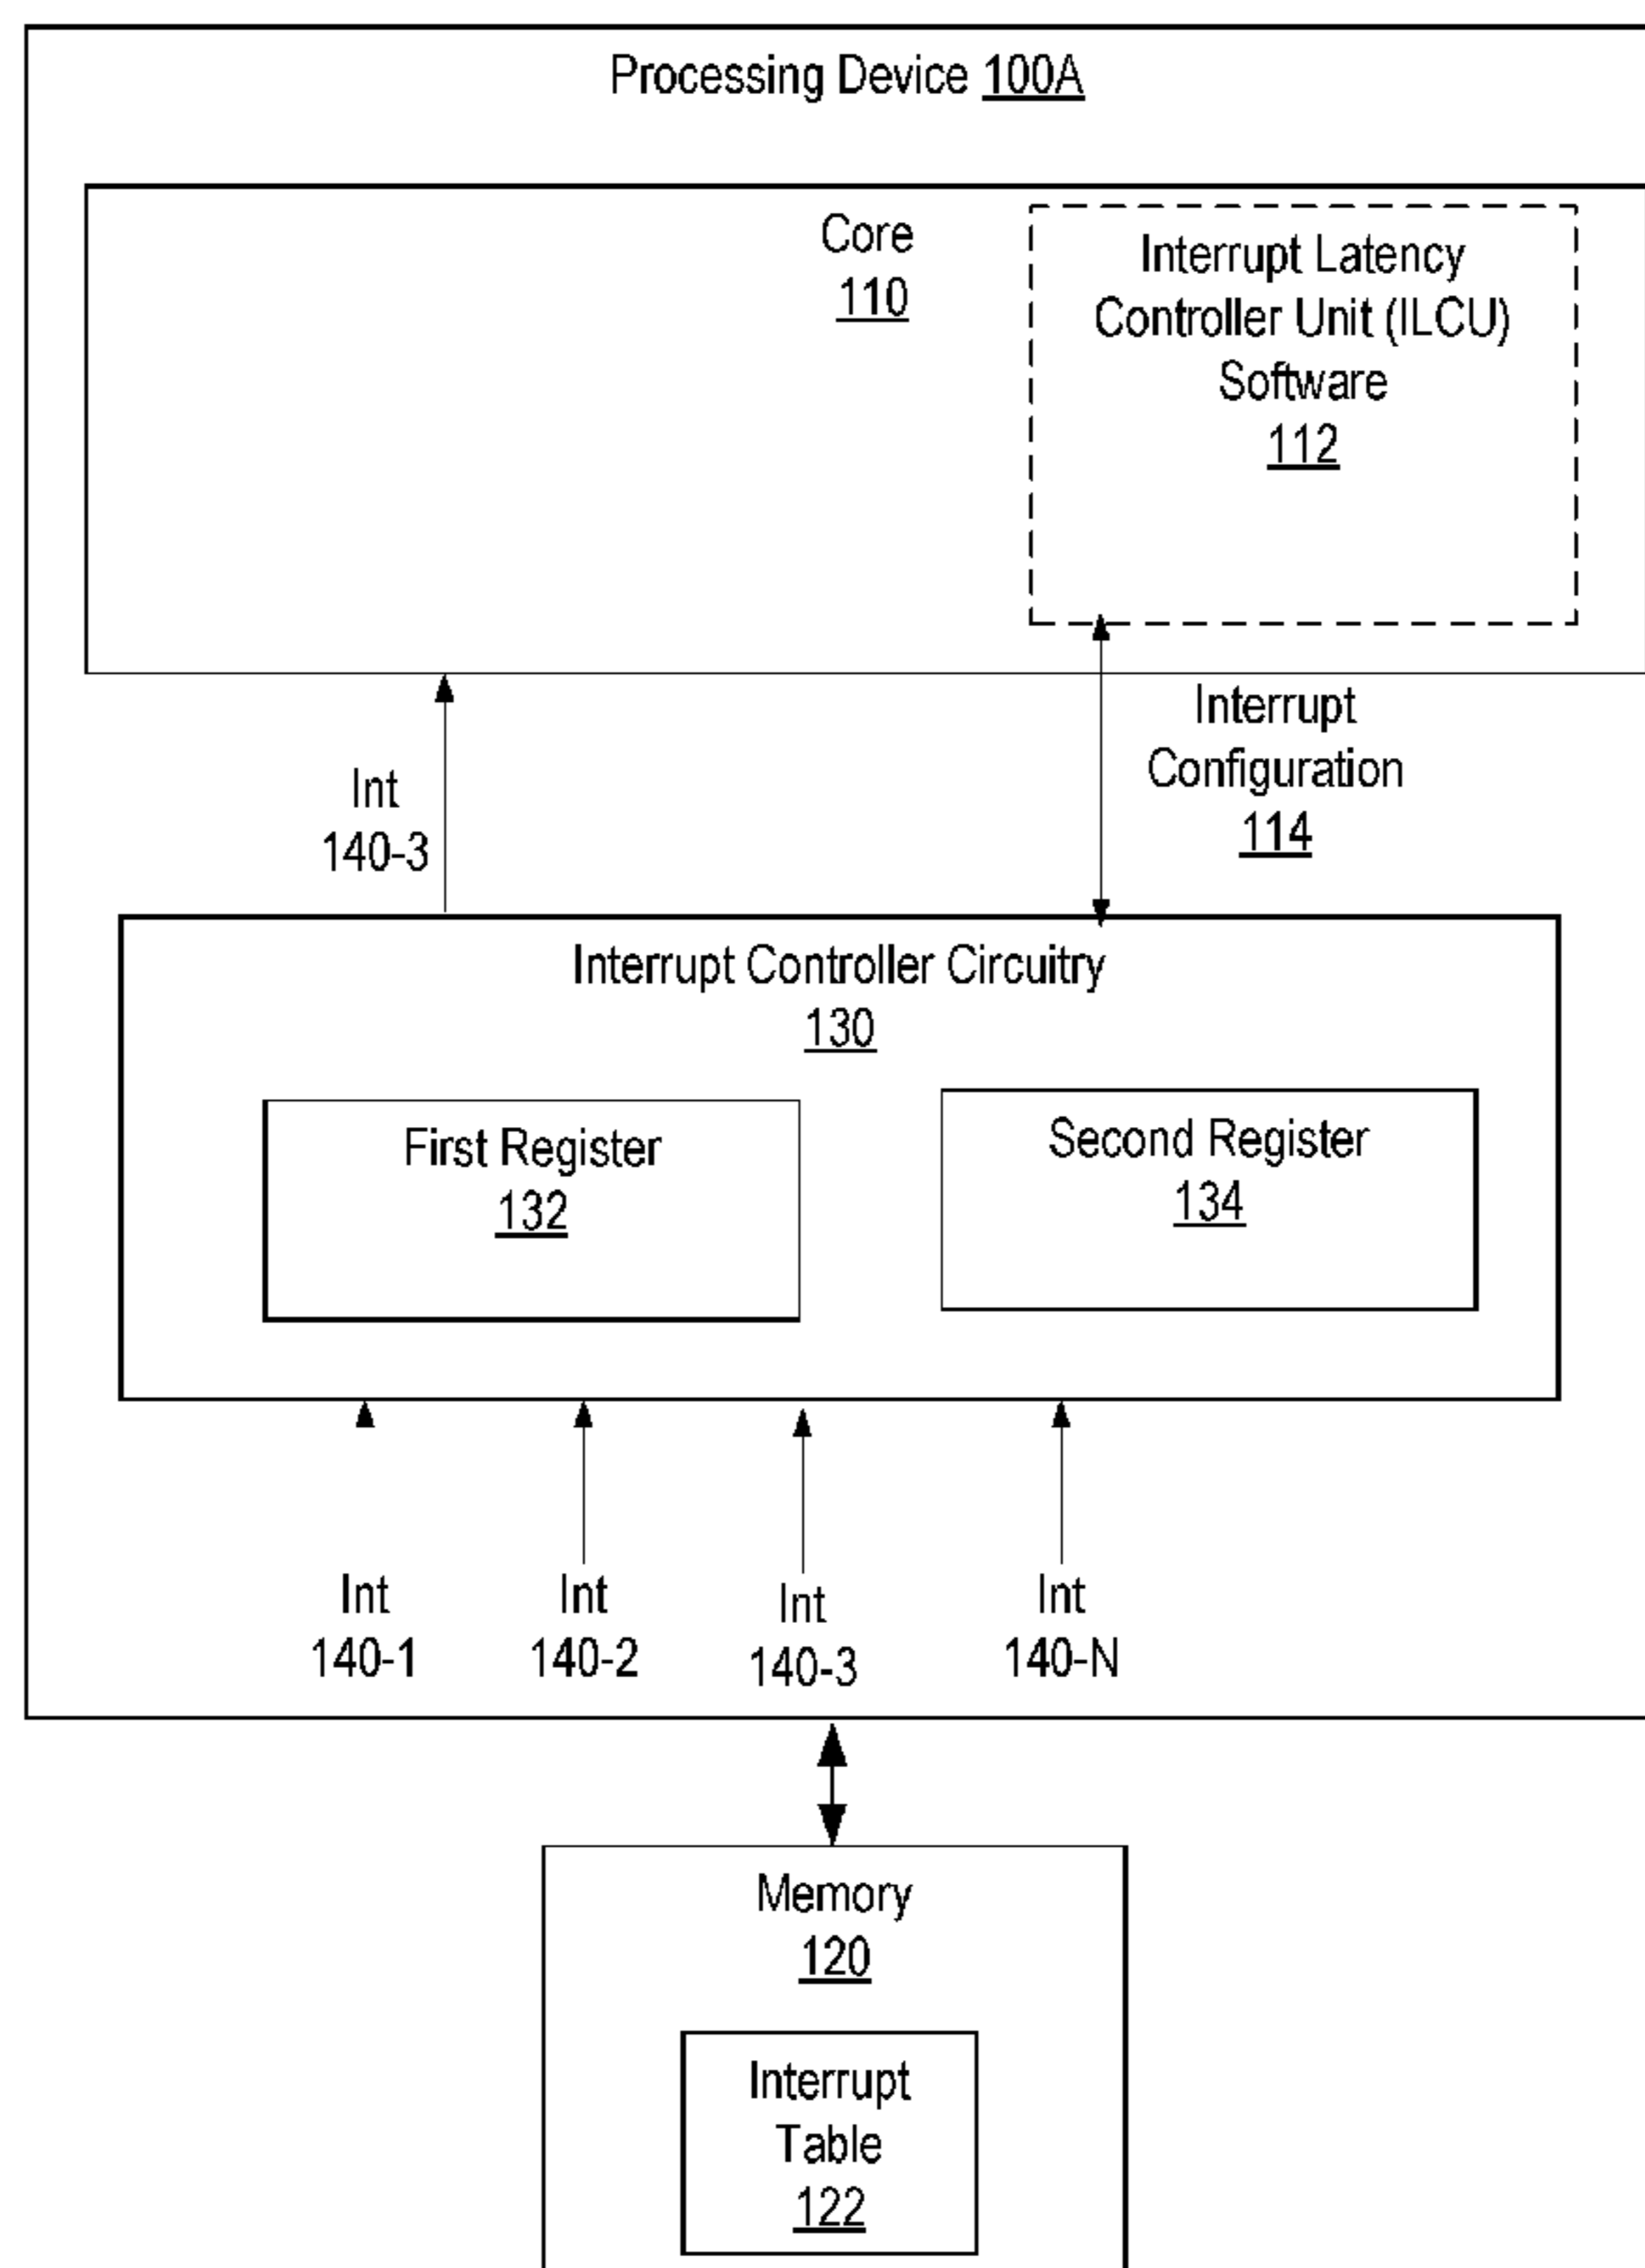 Processing Device 100A
Core
110
Interrupt Latency
Controller Unit (ILCU)
Software
112
Interrupt
Configuration
114
Int
140-3
Interrupt Controller Circuitry
130
First Register
132
Second Register
134
Int
140-1
Int
140-2
Int
140-3
Int
140-N
Memory
120
Interrupt
Table
122